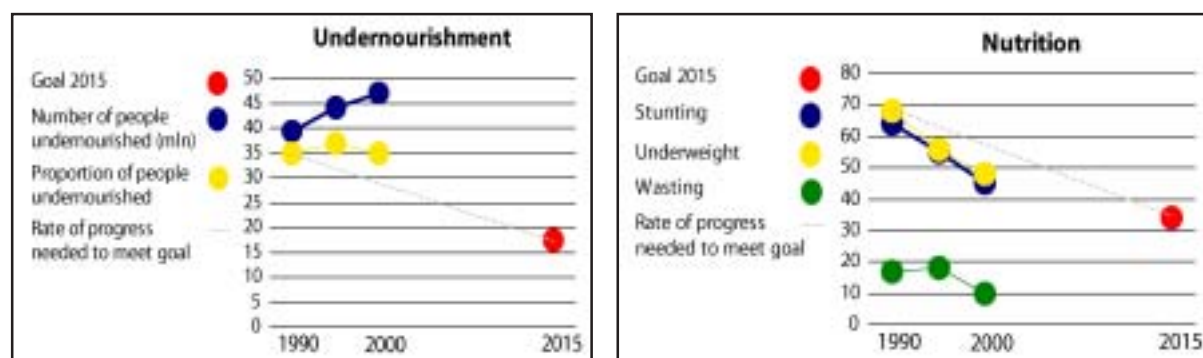 Undernourishment
Goal 2015
Number of people
undernourished (mln)
Proportion of people
undernourished
Rate of progress
needed to meet goal
50
45
40
35
30
25
20
15
10
5
0
1990
2000
2015
Nutrition
Goal 2015
Stunting
Underweight
Wasting
Rate of progress
needed to meet goal
80
70
60
50
40
30
20
10
0
1990
2000
2015